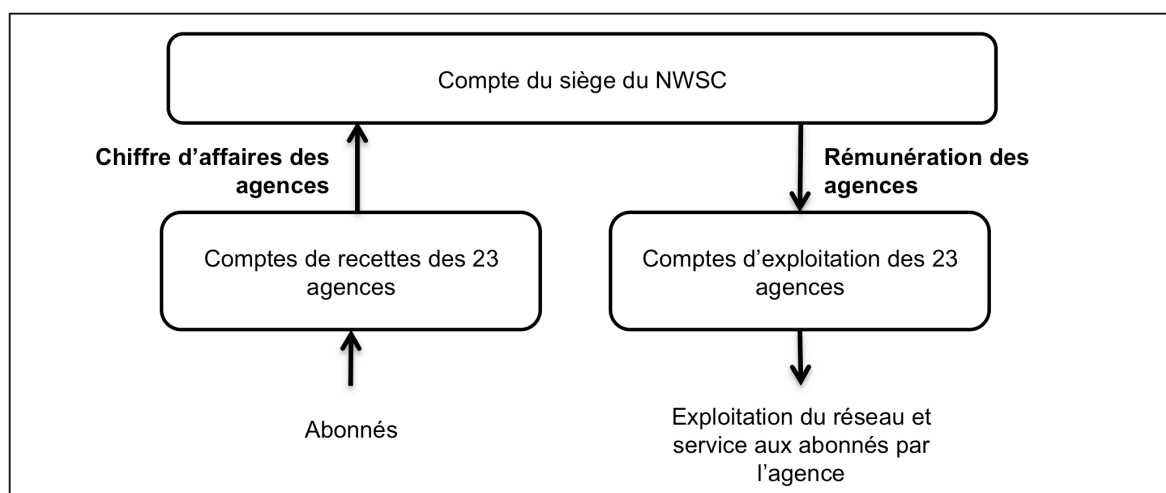 Compte du siège du NWSC
Chiffre d’affaires des
agences
Rémunération des
agences
Comptes de recettes des 23
agences
Comptes d’exploitation des 23
agences
Abonnés
Exploitation du réseau et
service aux abonnés par
l’agence